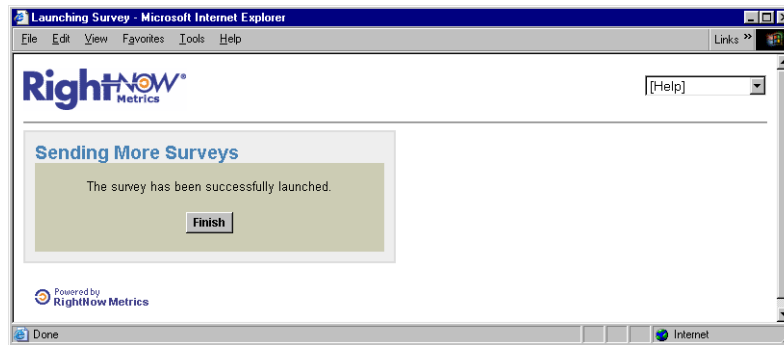 Launching Survey - Microsoft Internet Explorer
File Edit View Favorites Tools Help Links »
RightNOW®
Metrics
[Help]
Sending More Surveys
The survey has been successfully launched.
Finish
Powered by
RightNow Metrics
Done Internet